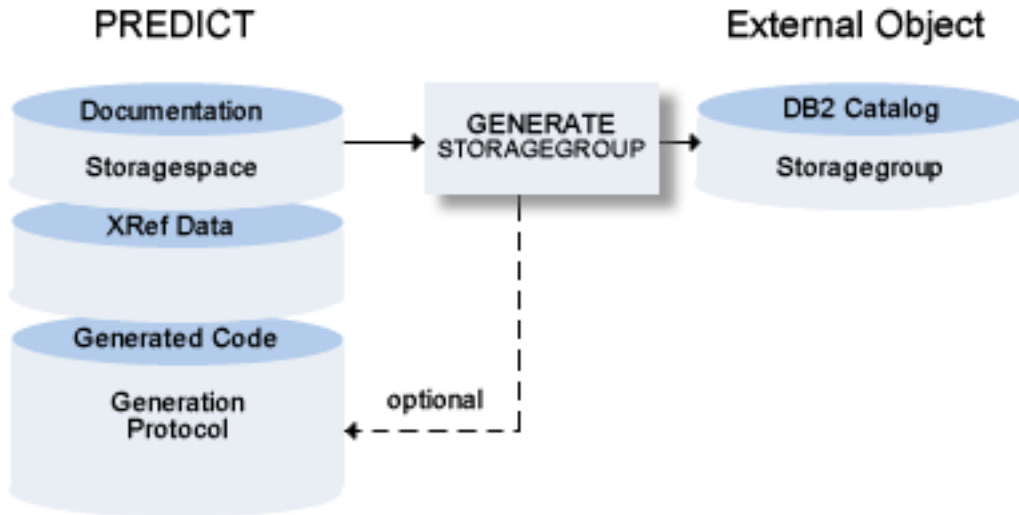 PREDICT
External Object
Documentation
Storagespace
GENERATE
STORAGEGROUP
DB2 Catalog
Storagegroup
XRef Data
Generated Code
Generation
Protocol
optional